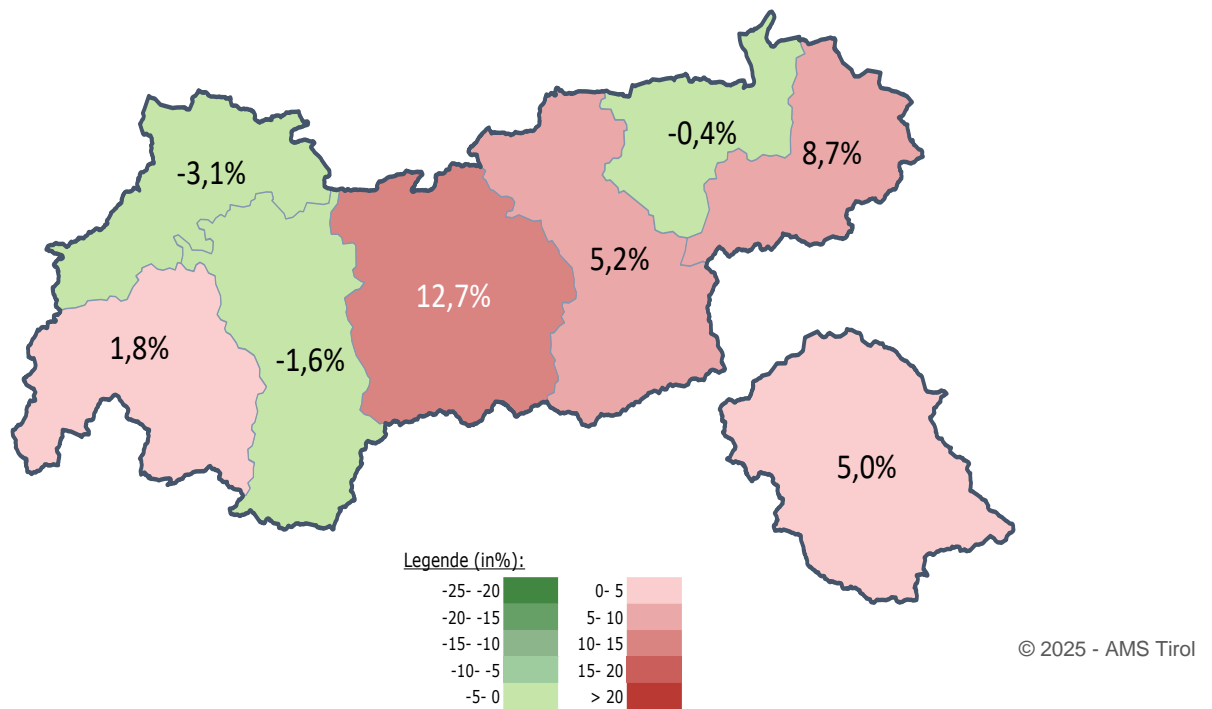 -0,4%
8,7%
-3,1%
5,2%
12,7%
1,8%
-1,6%
5,0%
Legende (in%):
-25- -20 0- 5
-20- -15 5- 10
-15- -10 10- 15
-10- -5 15- 20
-5- 0 > 20
© 2025 - AMS Tirol